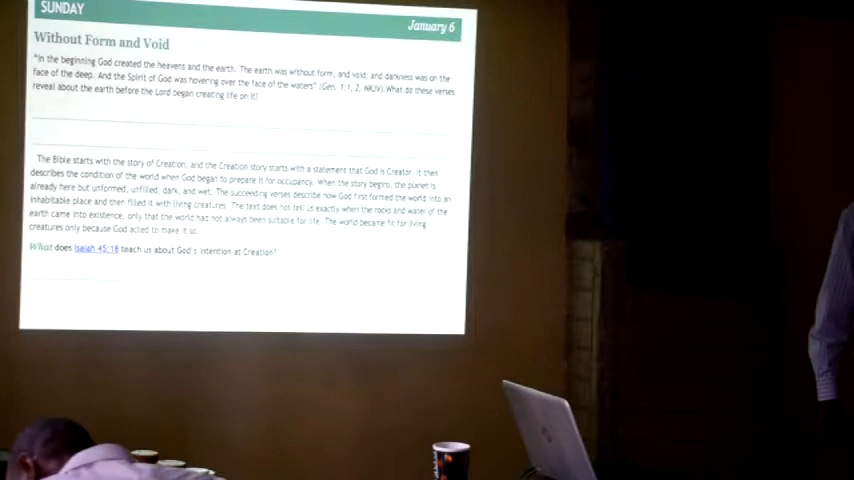 SUNDAY
January 6
Without Form and Void
"In the beginning God created the heavens and the earth. The earth was without form, and void; and darkness was on the
face of the deep. And the Spirit of God was hovering over the face of the waters" (Gen. 1:1, 2, NKJV). What do these verses
reveal about the earth before the Lord began creating life on it?
The Bible starts with the story of Creation, and the Creation story starts with a statement that God is Creator. It then
describes the condition of the world when God began to prepare it for occupancy. When the story begins, the planet is
already here but unformed, unfilled, dark, and wet. The succeeding verses describe how God first formed the world into an
inhabitable place and then filled it with living creatures. The text does not tell us exactly when the rocks and water of the
earth came into existence, only that the world has not always been suitable for life. The world became fit for living
creatures only because God acted to make it so.
What does Isaiah 45:18 teach us about God's intention at Creation?